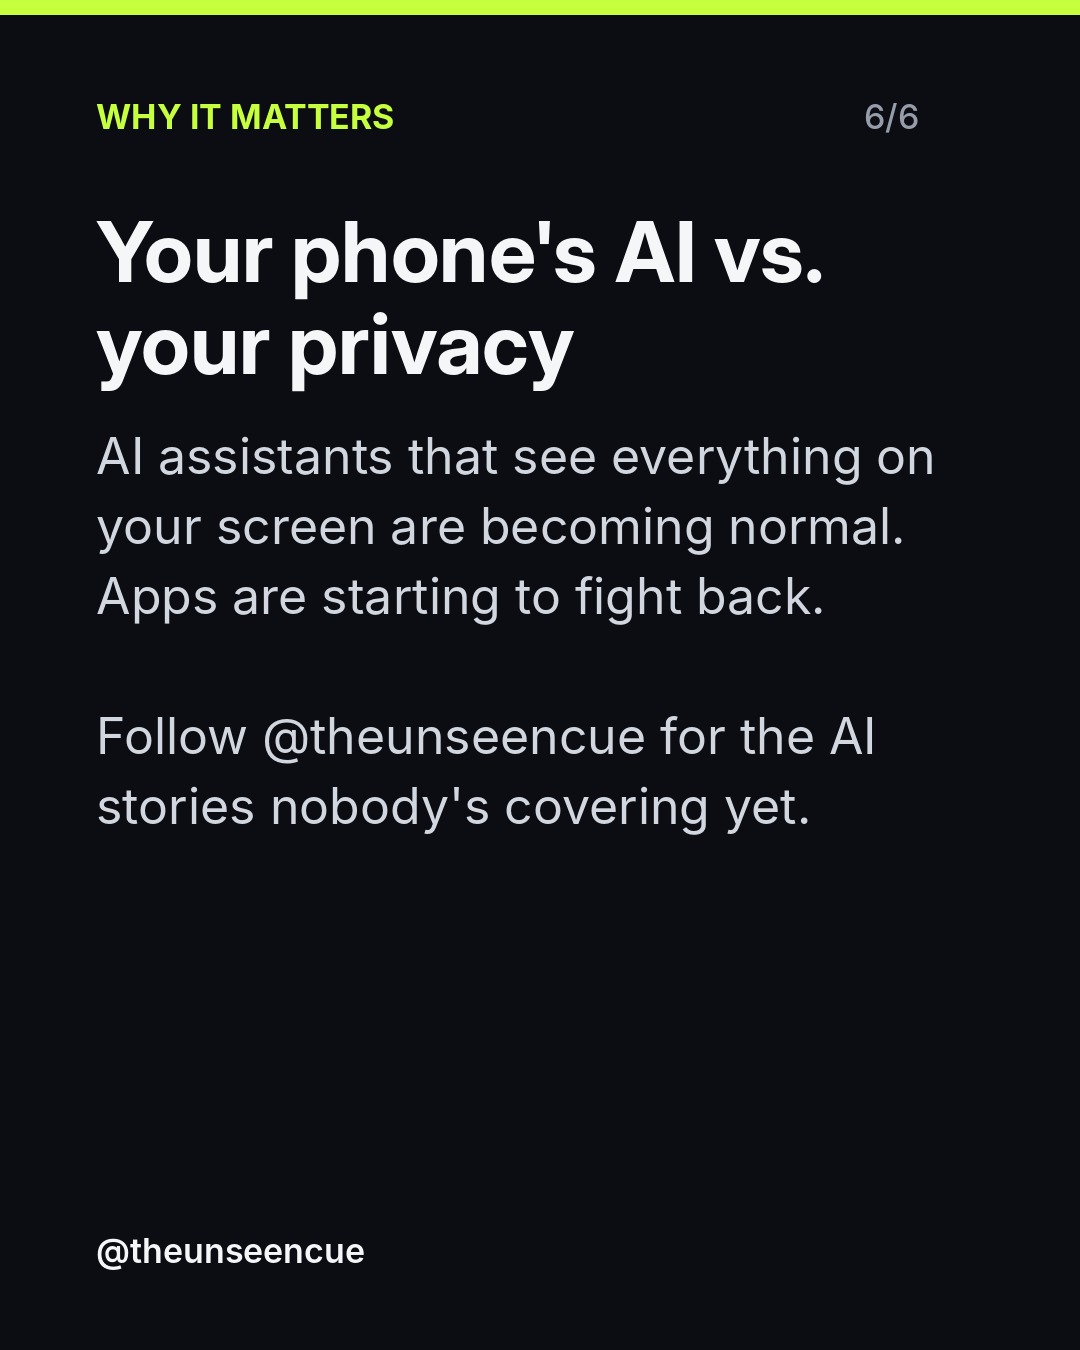 WHY IT MATTERS 6/6
Your phone's AI vs.
your privacy
AI assistants that see everything on
your screen are becoming normal.
Apps are starting to fight back.
Follow @theunseencue for the AI
stories nobody's covering yet.
@theunseencue